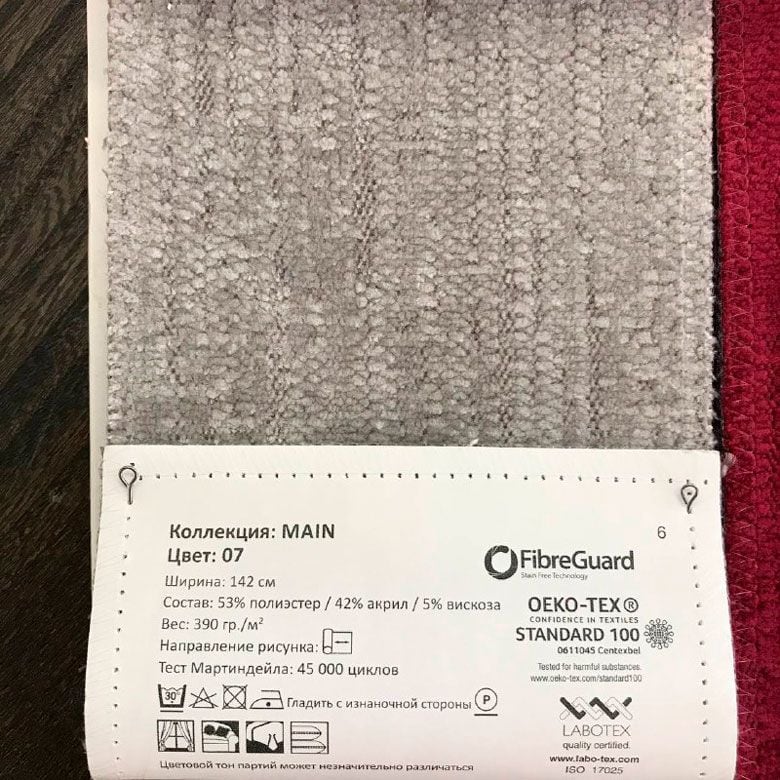 Коллекция: MAIN
6
Цвет: 07
FibreGuard
Stain Free Technology
Ширина: 142 см
Состав: 53% полиэстер / 42% акрил / 5% вискоза
OEKO-TEX®
CONFIDENCE IN TEXTILES
STANDARD 100
0611045 Centexbel
Вес: 390 гр./м²
Направление рисунка:
Тест Мартиндейла: 45 000 циклов
Tested for harmful substances.
www.oeko-tex.com/standard100
30°
Гладить с изнаночной стороны
P
LABOTEX
quality certified.
www.labo-tex.com
ISO 17025
Цветовой тон партий может незначительно различаться